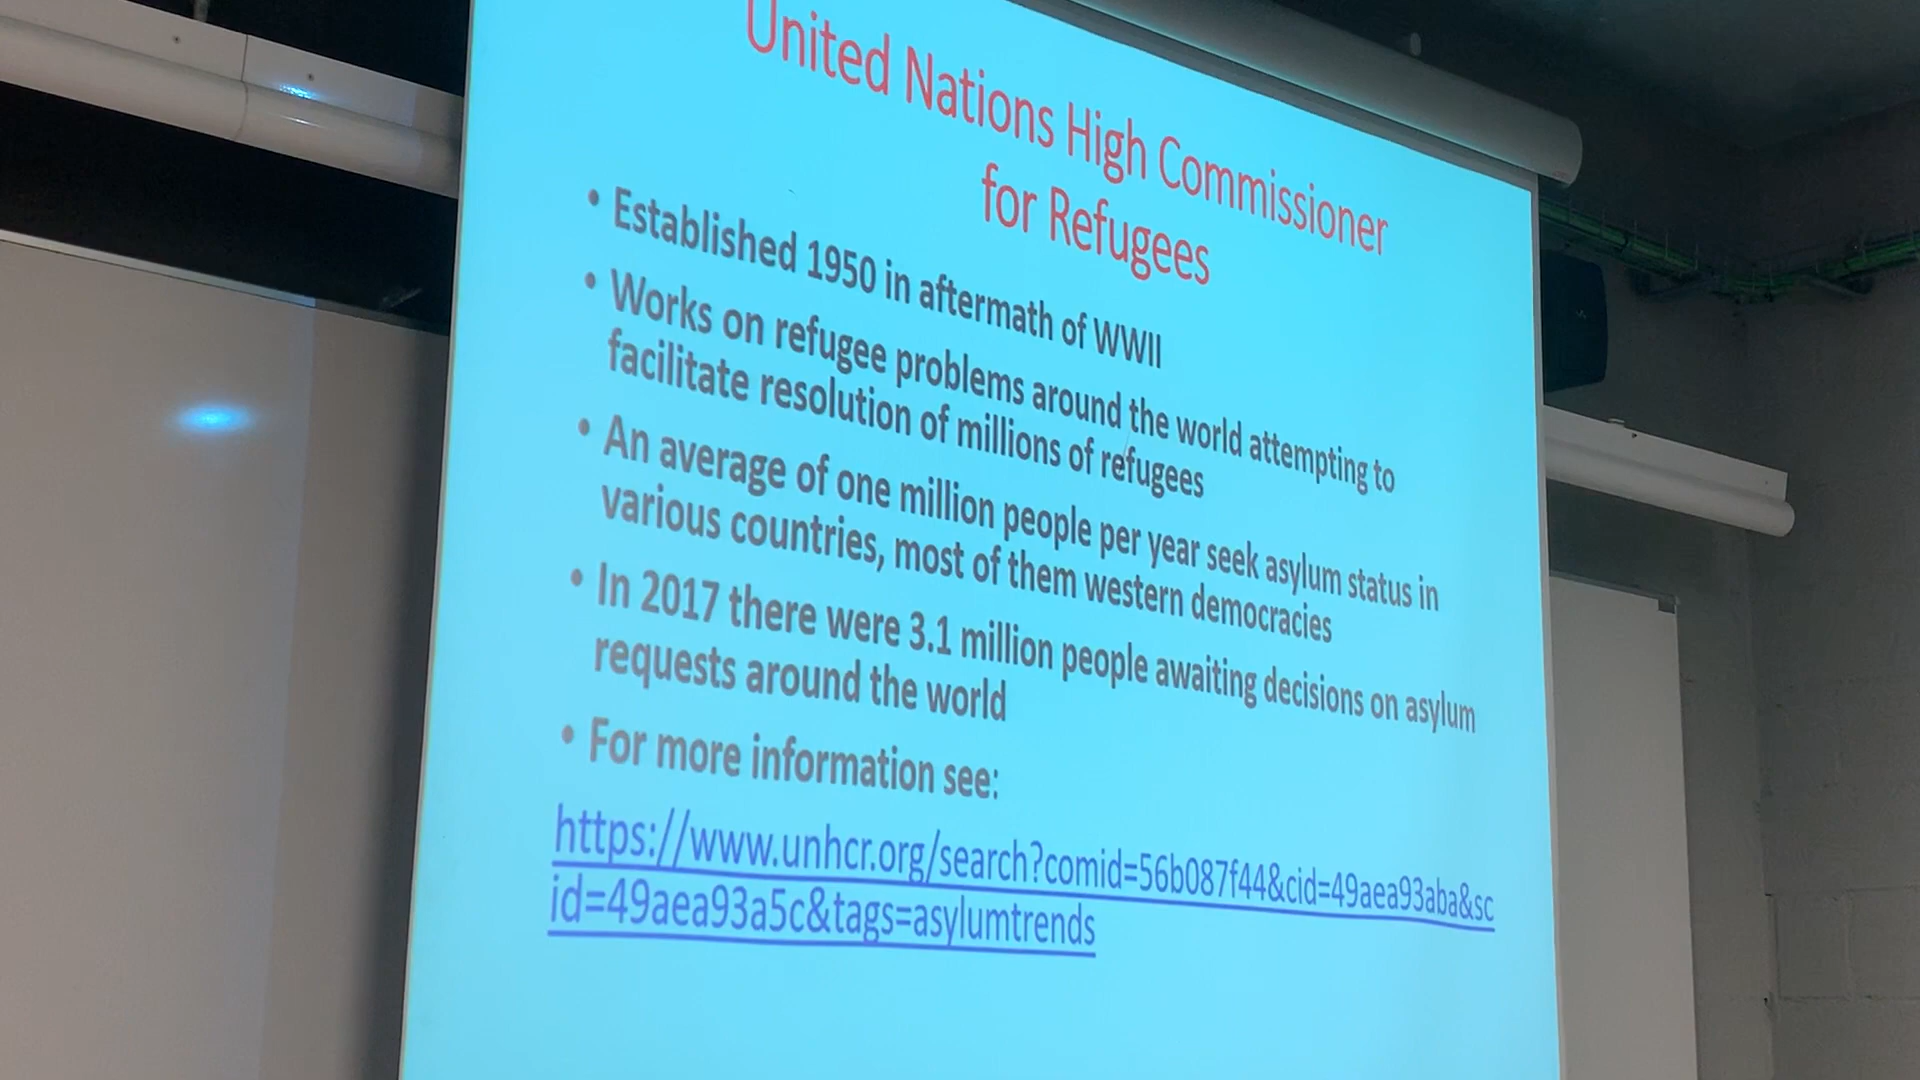 United Nations High Commissioner
for Refugees
• Established 1950 in aftermath of WWII
• Works on refugee problems around the world attempting to
facilitate resolution of millions of refugees
• An average of one million people per year seek asylum status in
various countries, most of them western democracies
• In 2017 there were 3.1 million people awaiting decisions on asylum
requests around the world
• For more information see:
https://www.unhcr.org/search?comid=56b087f44&cid=49aea93aba&sc
id=49aea93a5c&tags=asylumtrends